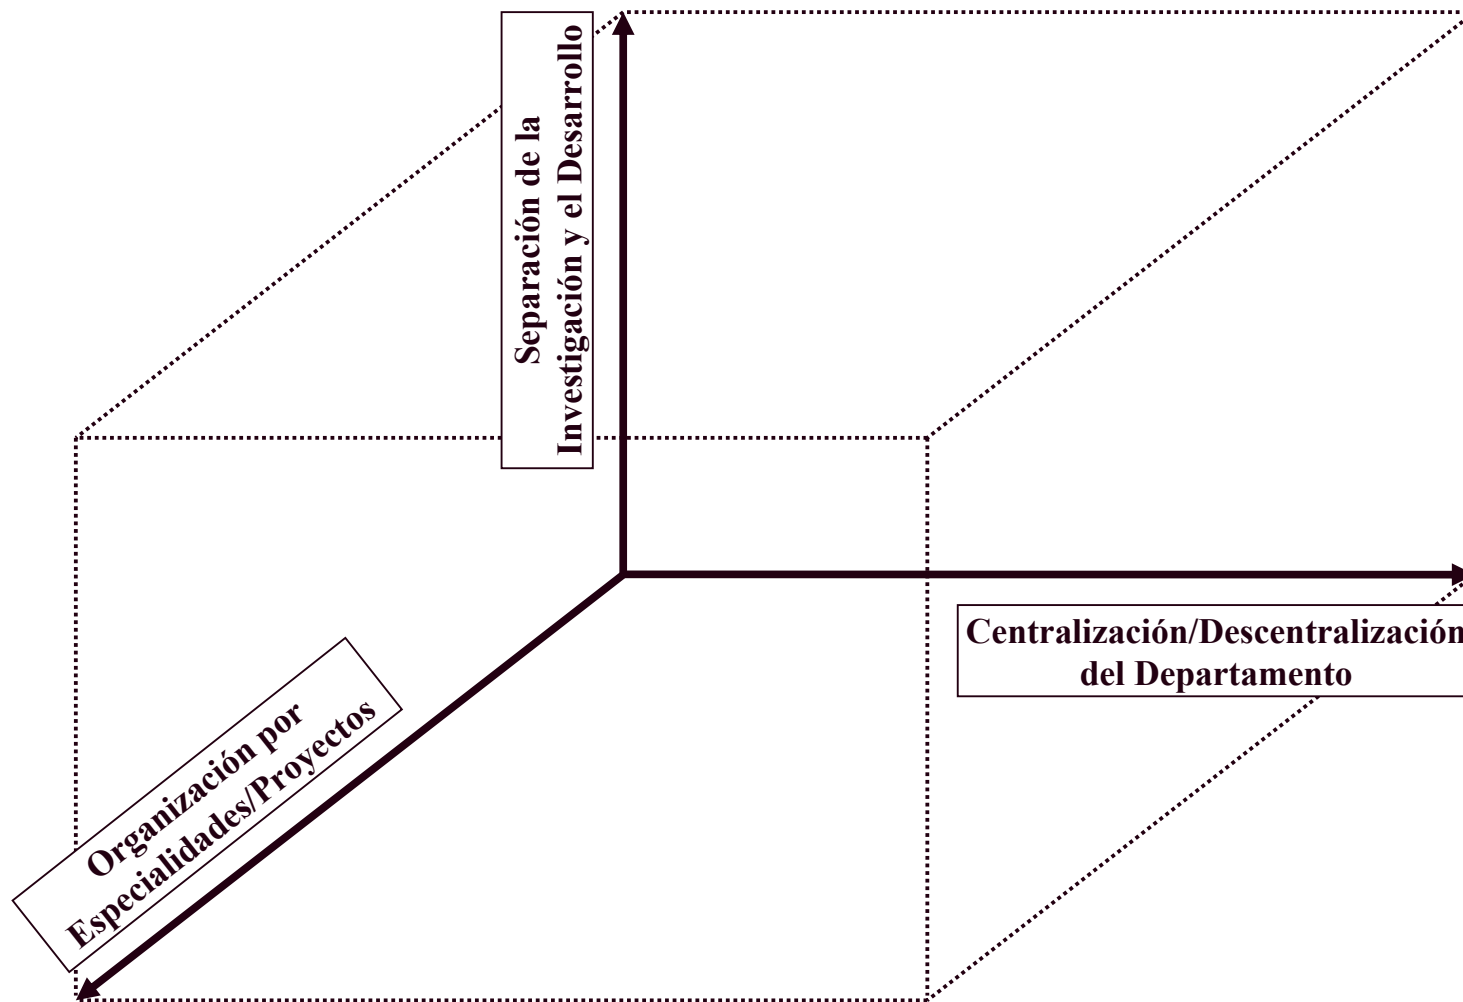 Separación de la
Investigación y el Desarrollo
Centralización/Descentralización
del Departamento
Organización por
Especialidades/Proyectos